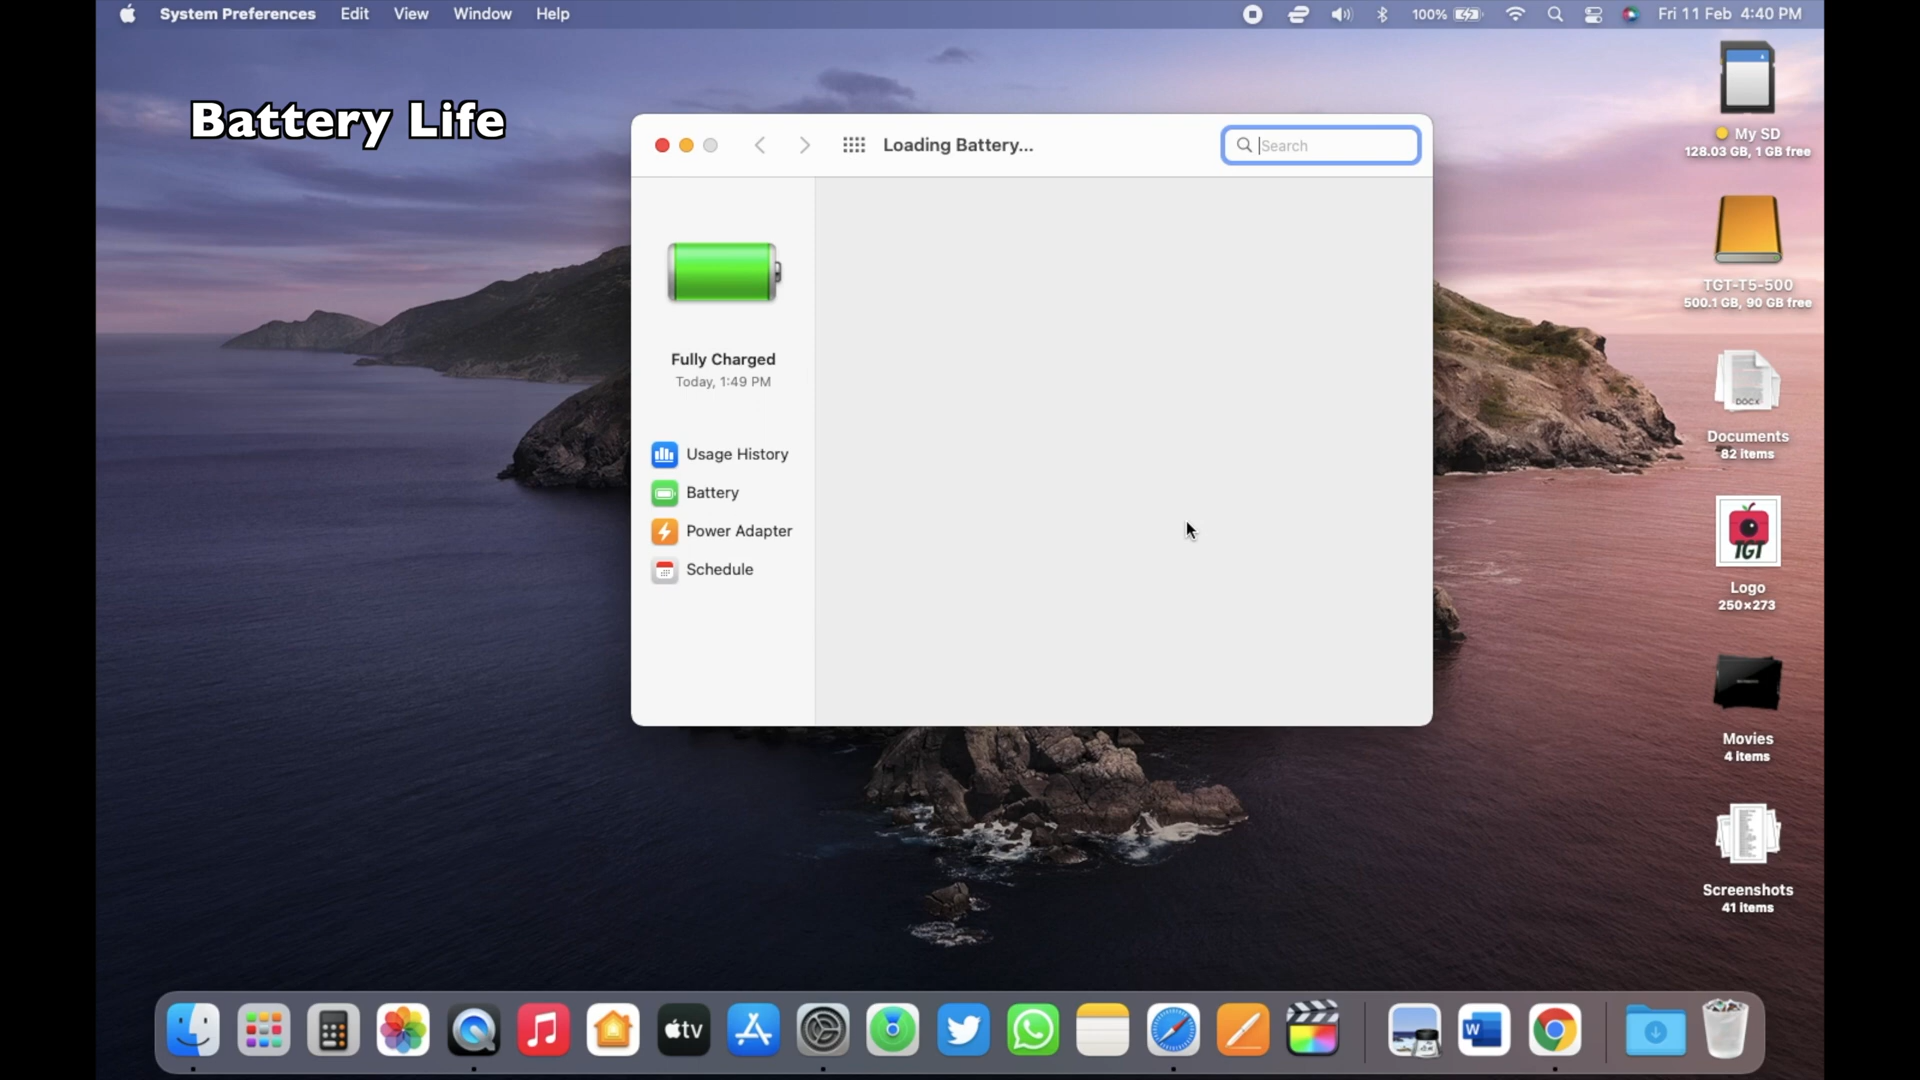 System Preferences Edit View Window Help
100% Fri 11 Feb 4:40 PM
Battery Life
Loading Battery...
Search
Fully Charged
Today, 1:49 PM
Usage History
Battery
Power Adapter
Schedule
My SD
128.03 GB, 1 GB free
TGT-T5-500
500.1 GB, 90 GB free
DOCX
Documents
82 items
TGT
Logo
250×273
Movies
4 items
Screenshots
41 items
tv
W